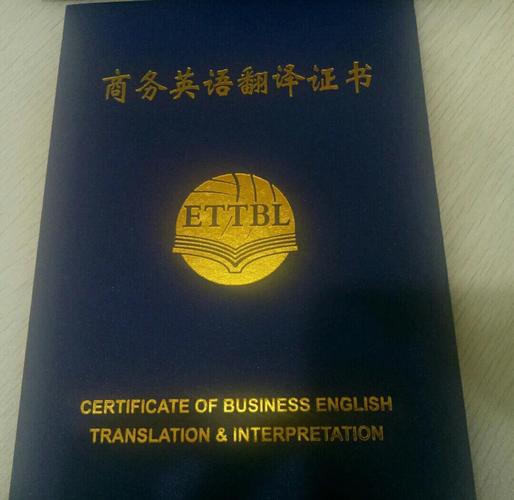 商务英语翻译证书
ETTBL
CERTIFICATE OF BUSINESS ENGLISH
TRANSLATION & INTERPRETATION